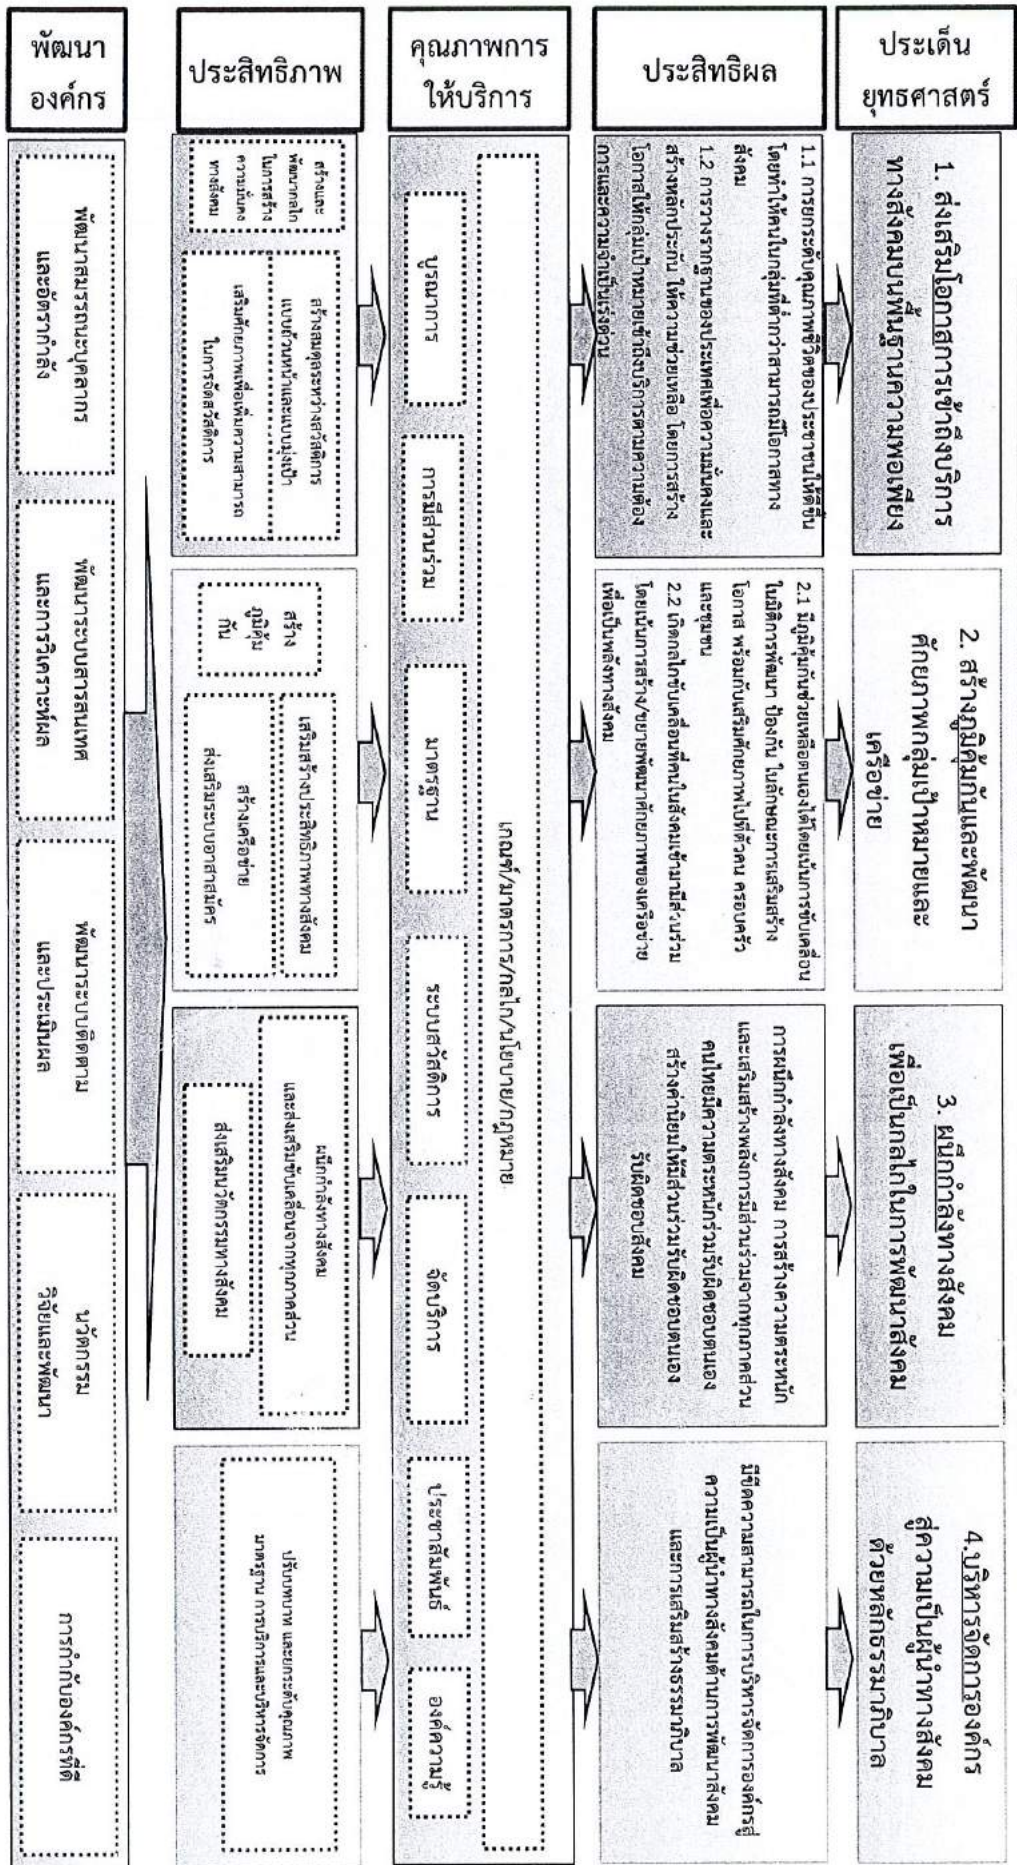 ประเด็น
ยุทธศาสตร์
1. ส่งเสริมโอกาสการเข้าถึงบริการ
ทางสังคมบนพื้นฐานความพอเพียง
2. สร้างภูมิคุ้มกันและพัฒนา
ศักยภาพกลุ่มเป้าหมายและ
เครือข่าย
3. ผนึกกำลังทางสังคม
เพื่อเป็นกลไกในการพัฒนาสังคม
4.บริหารจัดการองค์กร
สู่ความเป็นผู้นำทางสังคม
ด้วยหลักธรรมาภิบาล
ประสิทธิผล
1.1 การยกระดับคุณภาพชีวิตของประชาชนให้ดีขึ้น
โดยทำให้คนในกลุ่มที่ต่ำกว่าสามารถมีโอกาสทาง
สังคม
1.2 การวางรากฐานของประเทศเพื่อความมั่นคงและ
สร้างหลักประกัน ให้ความช่วยเหลือ โดยการสร้าง
โอกาสให้กลุ่มเป้าหมายเข้าถึงบริการตามความต้อง
การและความจำเป็นเร่งด่วน
2.1 มีภูมิคุ้มกันช่วยเหลือตนเองได้โดยเน้นการขับเคลื่อน
ในมิติการพัฒนา ป้องกัน ในลักษณะการเสริมสร้าง
โอกาส พร้อมกับเสริมศักยภาพไปที่ตัวคน ครอบครัว
และชุมชน
2.2 เกิดกลไกขับเคลื่อนที่คนในสังคมเข้ามามีส่วนร่วม
โดยเน้นการสร้าง/ขยายพัฒนาศักยภาพของเครือข่าย
เพื่อเป็นพลังทางสังคม
การผนึกกำลังทางสังคม การสร้างความตระหนัก
และเสริมสร้างพลังการมีส่วนร่วมจากทุกภาคส่วน
คนไทยมีความตระหนักร่วมรับผิดชอบตนเอง
สร้างค่านิยมให้มีส่วนร่วมรับผิดชอบตนเอง
รับผิดชอบสังคม
มีขีดความสามารถในการบริหารจัดการองค์กรสู่
ความเป็นผู้นำทางสังคมด้านการพัฒนาสังคม
และการเสริมสร้างธรรมาภิบาล
คุณภาพการ
ให้บริการ
เกณฑ์/มาตรการ/กลไก/นโยบาย/กฎหมาย
บูรณาการ
การมีส่วนร่วม
มาตรฐาน
ระบบสวัสดิการ
จัดบริการ
ประชาสัมพันธ์
องค์ความรู้
ประสิทธิภาพ
สร้างและ
พัฒนากลไก
ในการสร้าง
ความมั่นคง
ทางสังคม
สร้างสมดุลระหว่างสวัสดิการ
แบบถ้วนหน้าและแบบมุ่งเป้า
เสริมศักยภาพเพื่อเพิ่มความสามารถ
ในการจัดสวัสดิการ
สร้าง
ภูมิคุ้ม
กัน
เสริมสร้างประสิทธิภาพทางสังคม
สร้างเครือข่าย
ส่งเสริมระบบอาสาสมัคร
ผนึกกำลังทางสังคม
และส่งเสริมขับเคลื่อนจากทุกภาคส่วน
ส่งเสริมนวัตกรรมทางสังคม
ปรับบทบาท และยกระดับคุณภาพ
มาตรฐาน การบริการและบริหารจัดการ
พัฒนา
องค์กร
พัฒนาสมรรถนะบุคลากร
และอัตรากำลัง
พัฒนาระบบสารสนเทศ
และการวิเคราะห์ผล
พัฒนาระบบติดตาม
และประเมินผล
นวัตกรรม
วิจัยและพัฒนา
การกำกับองค์กรที่ดี